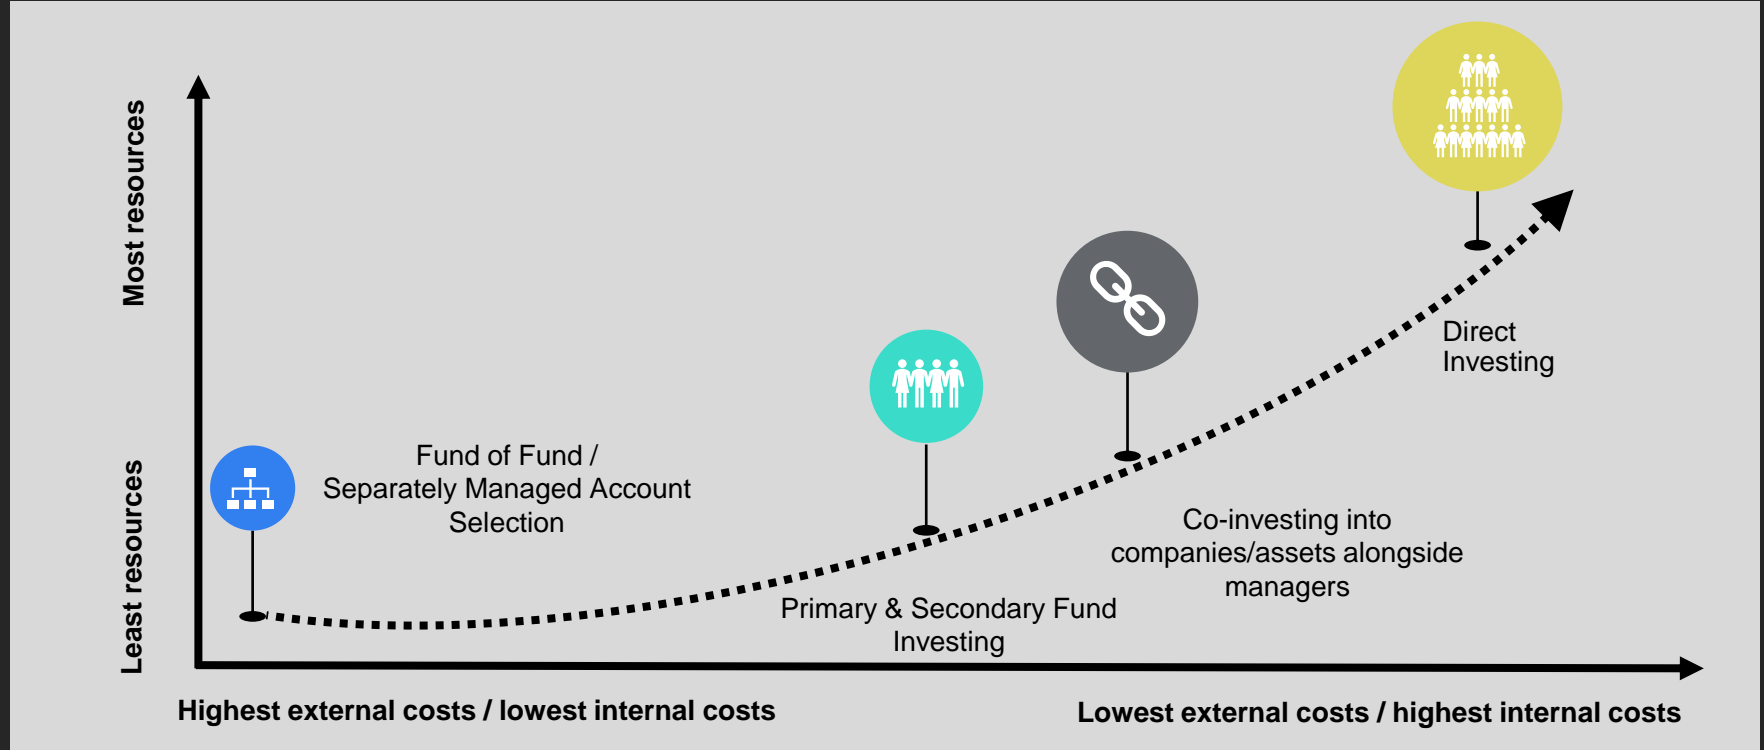 Most resources
Least resources
Fund of Fund /
Separately Managed Account
Selection
Primary & Secondary Fund
Investing
Co-investing into
companies/assets alongside
managers
Direct
Investing
Highest external costs / lowest internal costs
Lowest external costs / highest internal costs